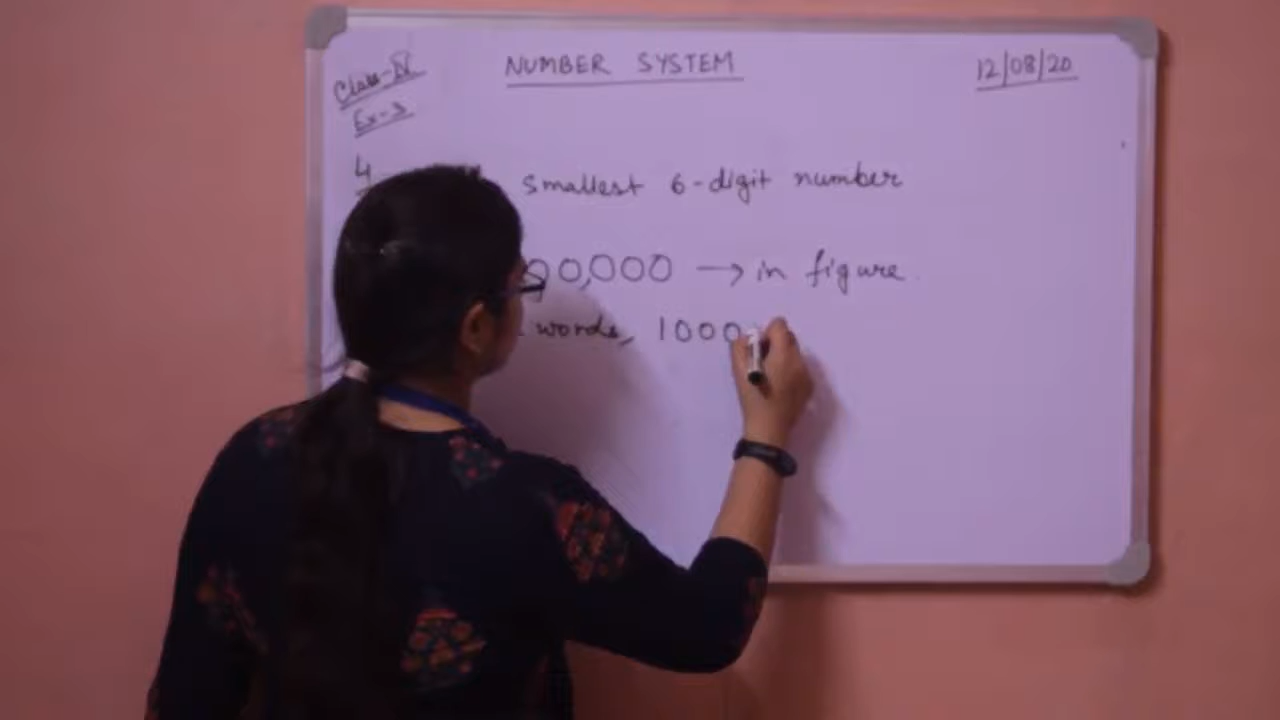 Class-IV
NUMBER SYSTEM
12/08/20
Ex-3
4
smallest 6-digit number
00,000 → in figure
words, 1000